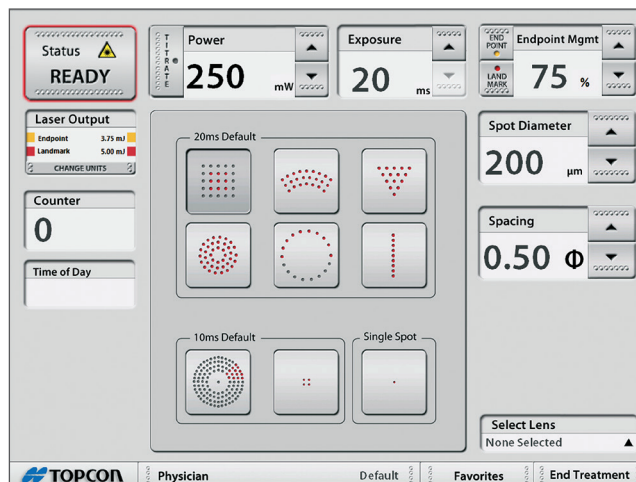 Status
READY
TITRATE
Power
250 mW
Exposure
20 ms
END POINT
LAND MARK
Endpoint Mgmt
75 %
Laser Output
Endpoint 3.75 mJ
Landmark 5.00 mJ
CHANGE UNITS
Counter
0
Time of Day
20ms Default
10ms Default
Single Spot
Spot Diameter
200 µm
Spacing
0.50 Φ
Select Lens
None Selected
TOPCON
Physician Default
Favorites
End Treatment